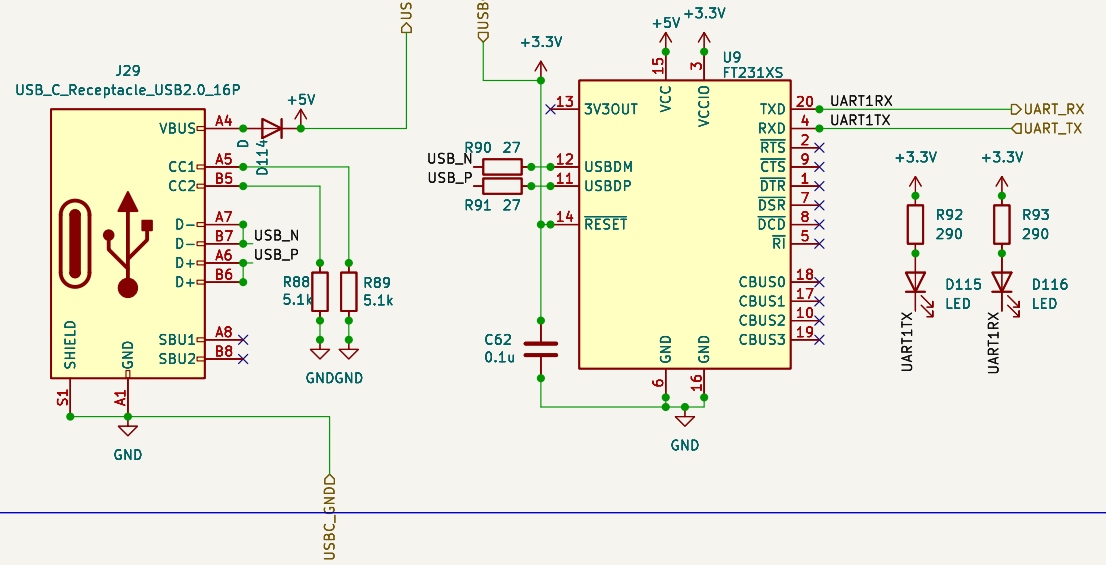 US
USB
J29
USB_C_Receptacle_USB2.0_16P
VBUS A4
CC1 A5
CC2 B5
D- A7
D- B7
D+ A6
D+ B6
SBU1 A8
SBU2 B8
SHIELD
GND
S1
A1
GND
D
D114
+5V
USB_N
USB_P
R88
5.1k
R89
5.1k
GND
GND
USBC_GND
+3.3V
+5V
+3.3V
U9
FT231XS
15
3
VCC
VCCIO
13 3V3OUT
R90 27
USB_N
12 USBDM
USB_P
11 USBDP
R91 27
14 RESET
C62
0.1u
GND
GND
6
16
GND
TXD 20 UART1RX UART_RX
RXD 4 UART1TX UART_TX
RTS 2
CTS 9
DTR 1
DSR 7
DCD 8
RI 5
CBUS0 18
CBUS1 17
CBUS2 10
CBUS3 19
+3.3V
R92
290
D115
LED
UART1TX
+3.3V
R93
290
D116
LED
UART1RX